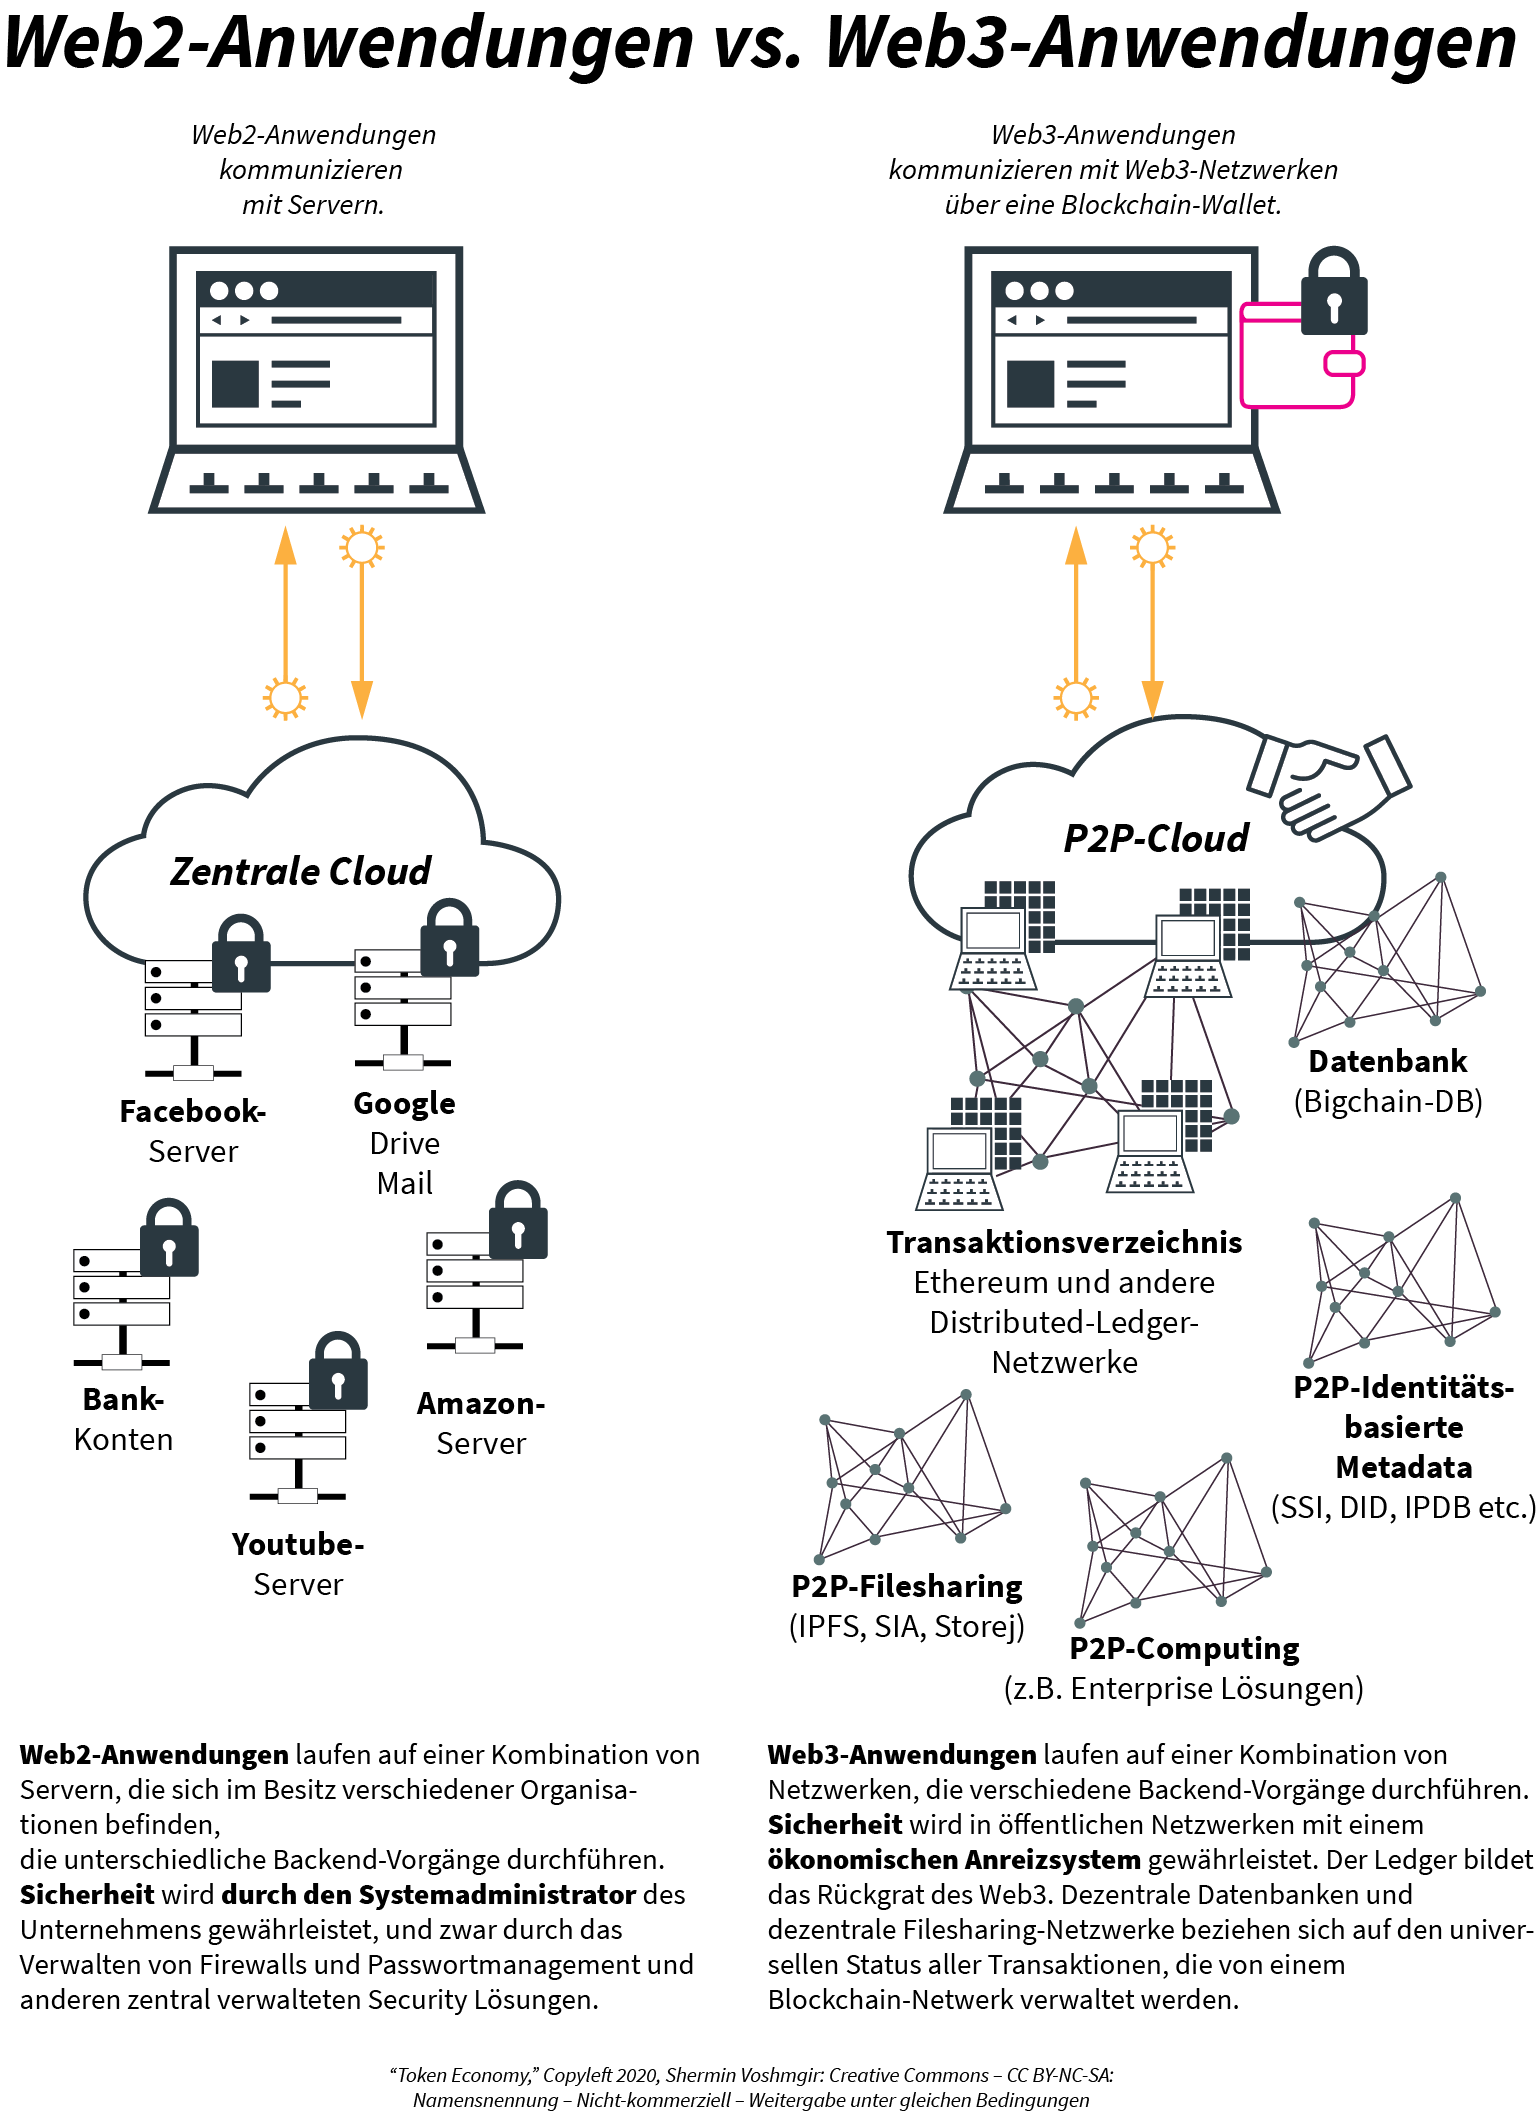 Web2-Anwendungen vs. Web3-Anwendungen
Web2-Anwendungen
kommunizieren
mit Servern.
Web3-Anwendungen
kommunizieren mit Web3-Netzwerken
über eine Blockchain-Wallet.
Zentrale Cloud
Facebook-
Server
Google
Drive
Mail
Bank-
Konten
Amazon-
Server
Youtube-
Server
P2P-Cloud
Datenbank
(Bigchain-DB)
Transaktionsverzeichnis
Ethereum und andere
Distributed-Ledger-
Netzwerke
P2P-Identitäts-
basierte
Metadata
(SSI, DID, IPDB etc.)
P2P-Filesharing
(IPFS, SIA, Storej)
P2P-Computing
(z.B. Enterprise Lösungen)
Web2-Anwendungen laufen auf einer Kombination von
Servern, die sich im Besitz verschiedener Organisa-
tionen befinden,
die unterschiedliche Backend-Vorgänge durchführen.
Sicherheit wird durch den Systemadministrator des
Unternehmens gewährleistet, und zwar durch das
Verwalten von Firewalls und Passwortmanagement und
anderen zentral verwalteten Security Lösungen.
Web3-Anwendungen laufen auf einer Kombination von
Netzwerken, die verschiedene Backend-Vorgänge durchführen.
Sicherheit wird in öffentlichen Netzwerken mit einem
ökonomischen Anreizsystem gewährleistet. Der Ledger bildet
das Rückgrat des Web3. Dezentrale Datenbanken und
dezentrale Filesharing-Netzwerke beziehen sich auf den univer-
sellen Status aller Transaktionen, die von einem
Blockchain-Netwerk verwaltet werden.
“Token Economy,” Copyleft 2020, Shermin Voshmgir: Creative Commons – CC BY-NC-SA:
Namensnennung – Nicht-kommerziell – Weitergabe unter gleichen Bedingungen